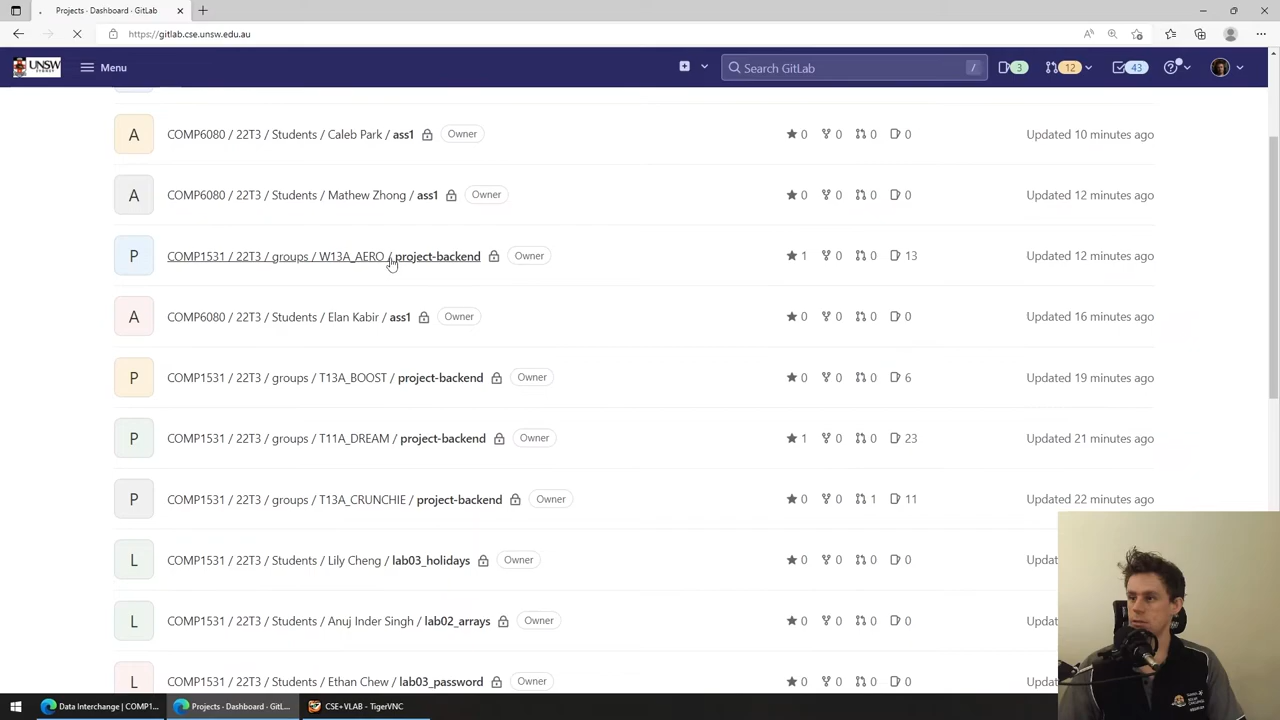 Projects · Dashboard · GitLab
https://gitlab.cse.unsw.edu.au
UNSW
SYDNEY
Menu
Search GitLab
/
3
12
43
COMP6080 / 22T3 / Students / Caleb Park / ass1 Owner 0 0 0 0 Updated 10 minutes ago
A
COMP6080 / 22T3 / Students / Mathew Zhong / ass1 Owner 0 0 0 0 Updated 12 minutes ago
A
COMP1531 / 22T3 / groups / W13A_AERO / project-backend Owner 1 0 0 13 Updated 12 minutes ago
P
COMP6080 / 22T3 / Students / Elan Kabir / ass1 Owner 0 0 0 0 Updated 16 minutes ago
A
COMP1531 / 22T3 / groups / T13A_BOOST / project-backend Owner 0 0 0 6 Updated 19 minutes ago
P
COMP1531 / 22T3 / groups / T11A_DREAM / project-backend Owner 1 0 0 23 Updated 21 minutes ago
P
COMP1531 / 22T3 / groups / T13A_CRUNCHIE / project-backend Owner 0 0 1 11 Updated 22 minutes ago
P
COMP1531 / 22T3 / Students / Lily Cheng / lab03_holidays Owner 0 0 0 0 Updat
L
COMP1531 / 22T3 / Students / Anuj Inder Singh / lab02_arrays Owner 0 0 0 0 Updat
L
COMP1531 / 22T3 / Students / Ethan Chew / lab03_password Owner 0 0 0 0 Updat
L
Data Interchange | COMP1...
Projects · Dashboard · GitL...
CSE+VLAB - TigerVNC